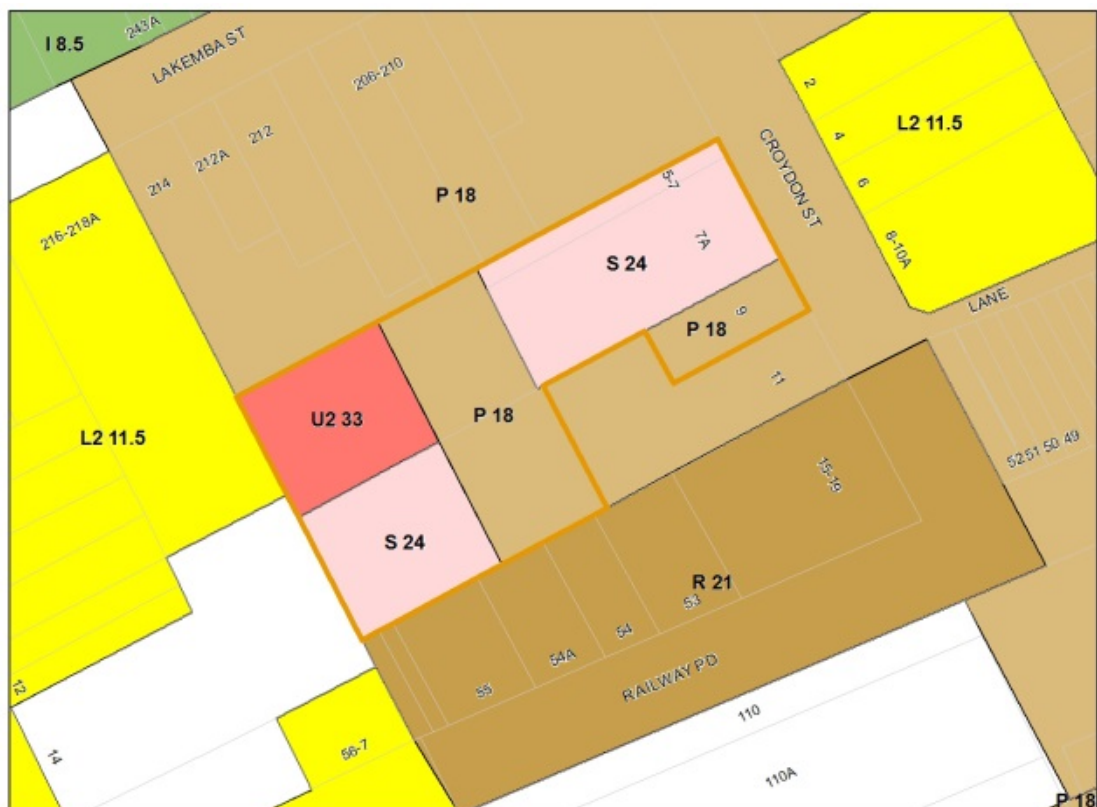 I 8.5
243A
LAKEMBA ST
206-210
212
212A
214
216-218A
P 18
5-7
7A
S 24
CROYDON ST
2
4
6
8-10A
L2 11.5
LANE
P 18
9
11
U2 33
P 18
L2 11.5
S 24
15-19
52
51
50
49
R 21
53
54
54A
55
RAILWAY PD
12
14
56-7
110
110A
P 18